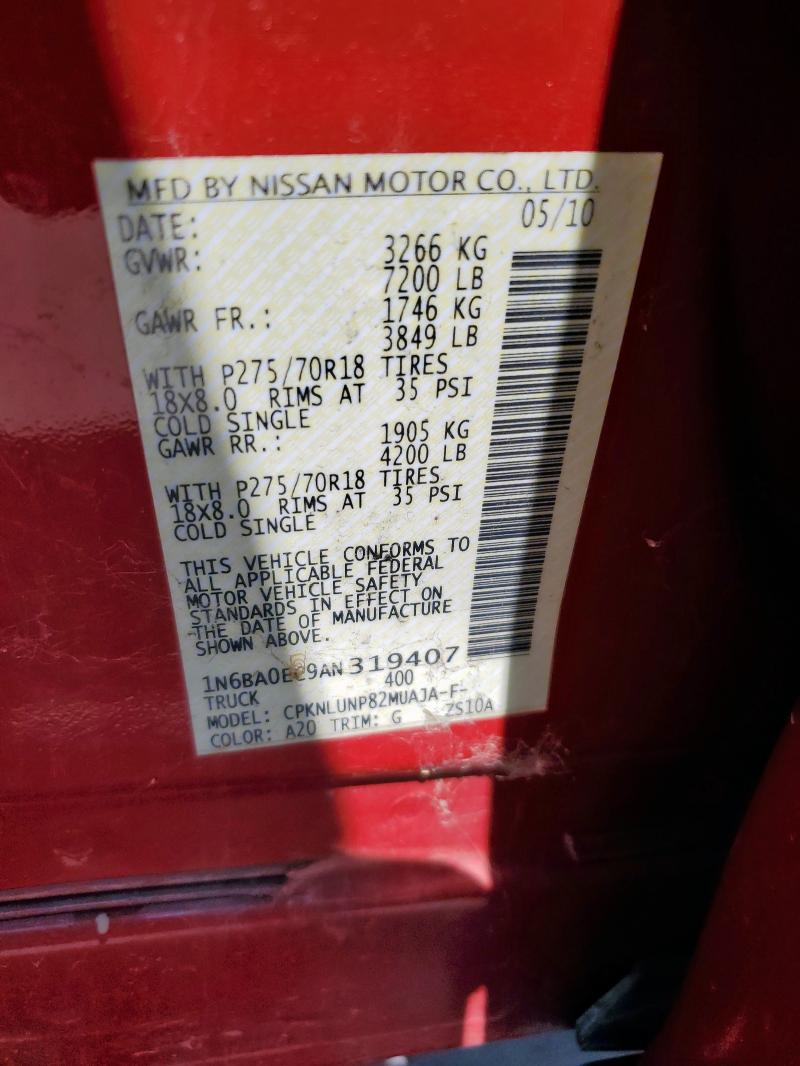 MFD BY NISSAN MOTOR CO., LTD.
DATE: 05/10
GVWR: 3266 KG
7200 LB
GAWR FR.: 1746 KG
3849 LB
WITH P275/70R18 TIRES
18X8.0 RIMS AT 35 PSI
COLD SINGLE
GAWR RR.: 1905 KG
4200 LB
WITH P275/70R18 TIRES
18X8.0 RIMS AT 35 PSI
COLD SINGLE
THIS VEHICLE CONFORMS TO
ALL APPLICABLE FEDERAL
MOTOR VEHICLE SAFETY
STANDARDS IN EFFECT ON
THE DATE OF MANUFACTURE
SHOWN ABOVE.
TRUCK 400
MODEL: CPKNLUNP82MUAJA-F-
COLOR: A20 TRIM: G ZS10A